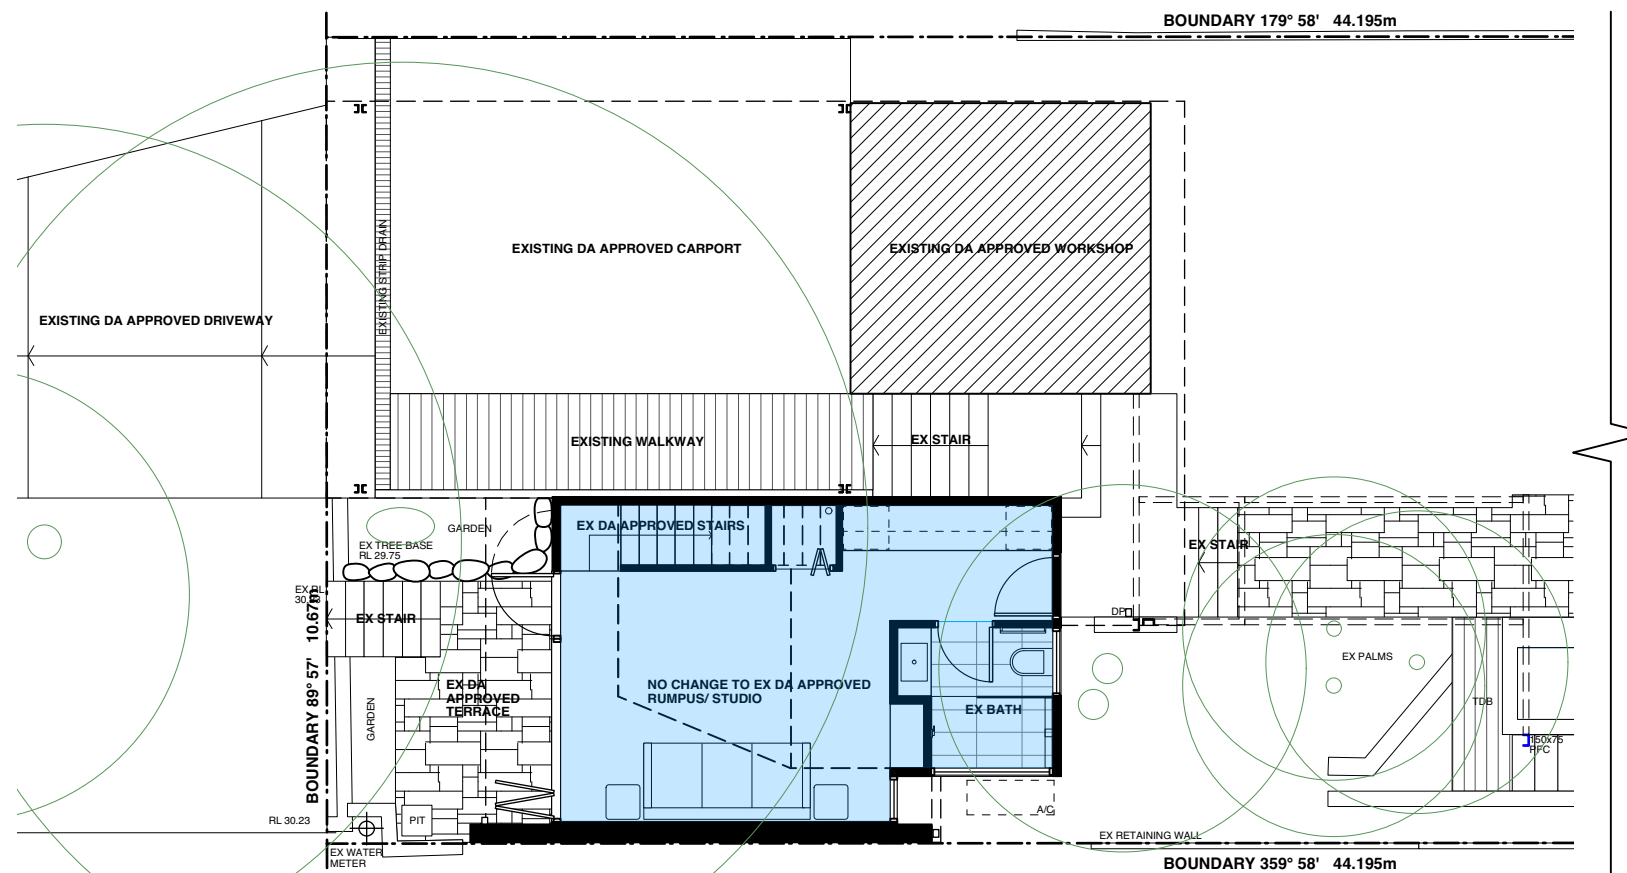 BOUNDARY 179° 58'   44.195m
EXISTING STRIP DRAIN
EXISTING DA APPROVED CARPORT
EXISTING DA APPROVED WORKSHOP
EXISTING DA APPROVED DRIVEWAY
EXISTING WALKWAY
EX STAIR
GARDEN
EX DA APPROVED STAIRS
EX TREE BASE
RL 29.75
EX STAIR
EX RL
EX STAIR
DP
BOUNDARY 89° 57'   10.67m
EX PALMS
GARDEN
EX DA
APPROVED
TERRACE
NO CHANGE TO EX DA APPROVED
RUMPUS/ STUDIO
EX BATH
TDB
150x75
PFC
A/C
RL 30.23
PIT
EX RETAINING WALL
EX WATER
METER
BOUNDARY 359° 58'   44.195m